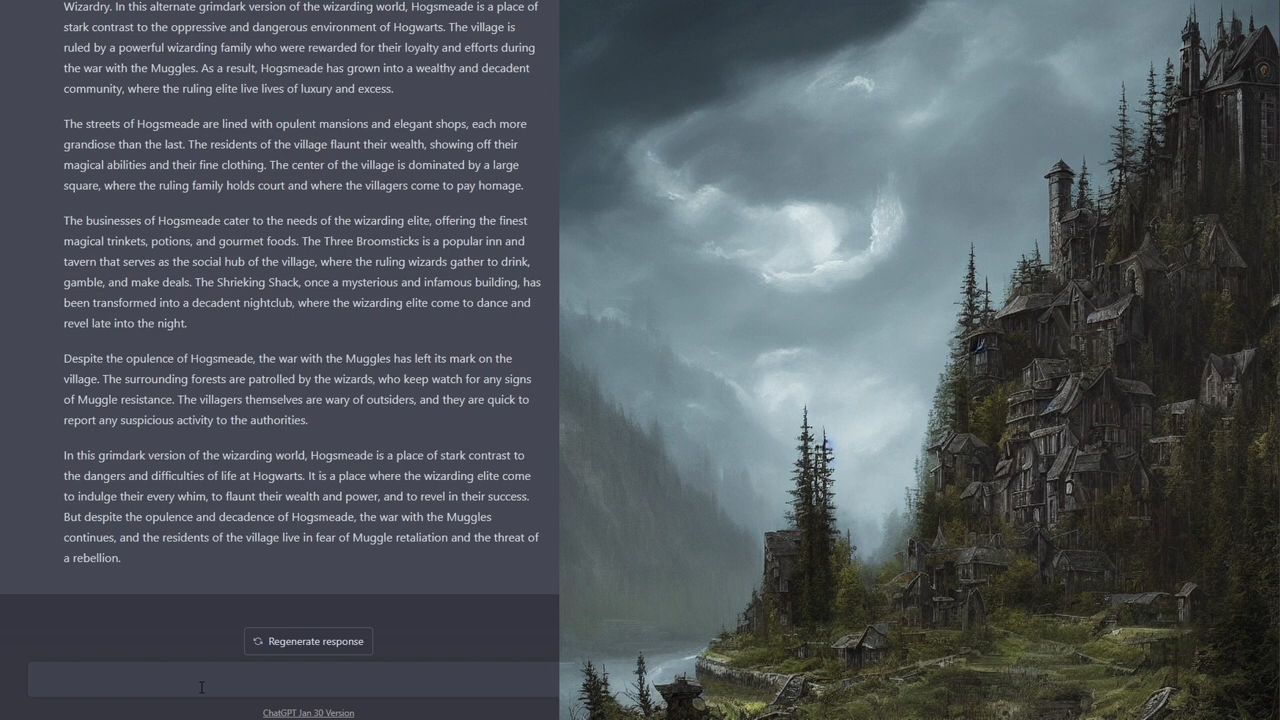 Wizardry. In this alternate grimdark version of the wizarding world, Hogsmeade is a place of
stark contrast to the oppressive and dangerous environment of Hogwarts. The village is
ruled by a powerful wizarding family who were rewarded for their loyalty and efforts during
the war with the Muggles. As a result, Hogsmeade has grown into a wealthy and decadent
community, where the ruling elite live lives of luxury and excess.
The streets of Hogsmeade are lined with opulent mansions and elegant shops, each more
grandiose than the last. The residents of the village flaunt their wealth, showing off their
magical abilities and their fine clothing. The center of the village is dominated by a large
square, where the ruling family holds court and where the villagers come to pay homage.
The businesses of Hogsmeade cater to the needs of the wizarding elite, offering the finest
magical trinkets, potions, and gourmet foods. The Three Broomsticks is a popular inn and
tavern that serves as the social hub of the village, where the ruling wizards gather to drink,
gamble, and make deals. The Shrieking Shack, once a mysterious and infamous building, has
been transformed into a decadent nightclub, where the wizarding elite come to dance and
revel late into the night.
Despite the opulence of Hogsmeade, the war with the Muggles has left its mark on the
village. The surrounding forests are patrolled by the wizards, who keep watch for any signs
of Muggle resistance. The villagers themselves are wary of outsiders, and they are quick to
report any suspicious activity to the authorities.
In this grimdark version of the wizarding world, Hogsmeade is a place of stark contrast to
the dangers and difficulties of life at Hogwarts. It is a place where the wizarding elite come
to indulge their every whim, to flaunt their wealth and power, and to revel in their success.
But despite the opulence and decadence of Hogsmeade, the war with the Muggles
continues, and the residents of the village live in fear of Muggle retaliation and the threat of
a rebellion.
Regenerate response
ChatGPT Jan 30 Version